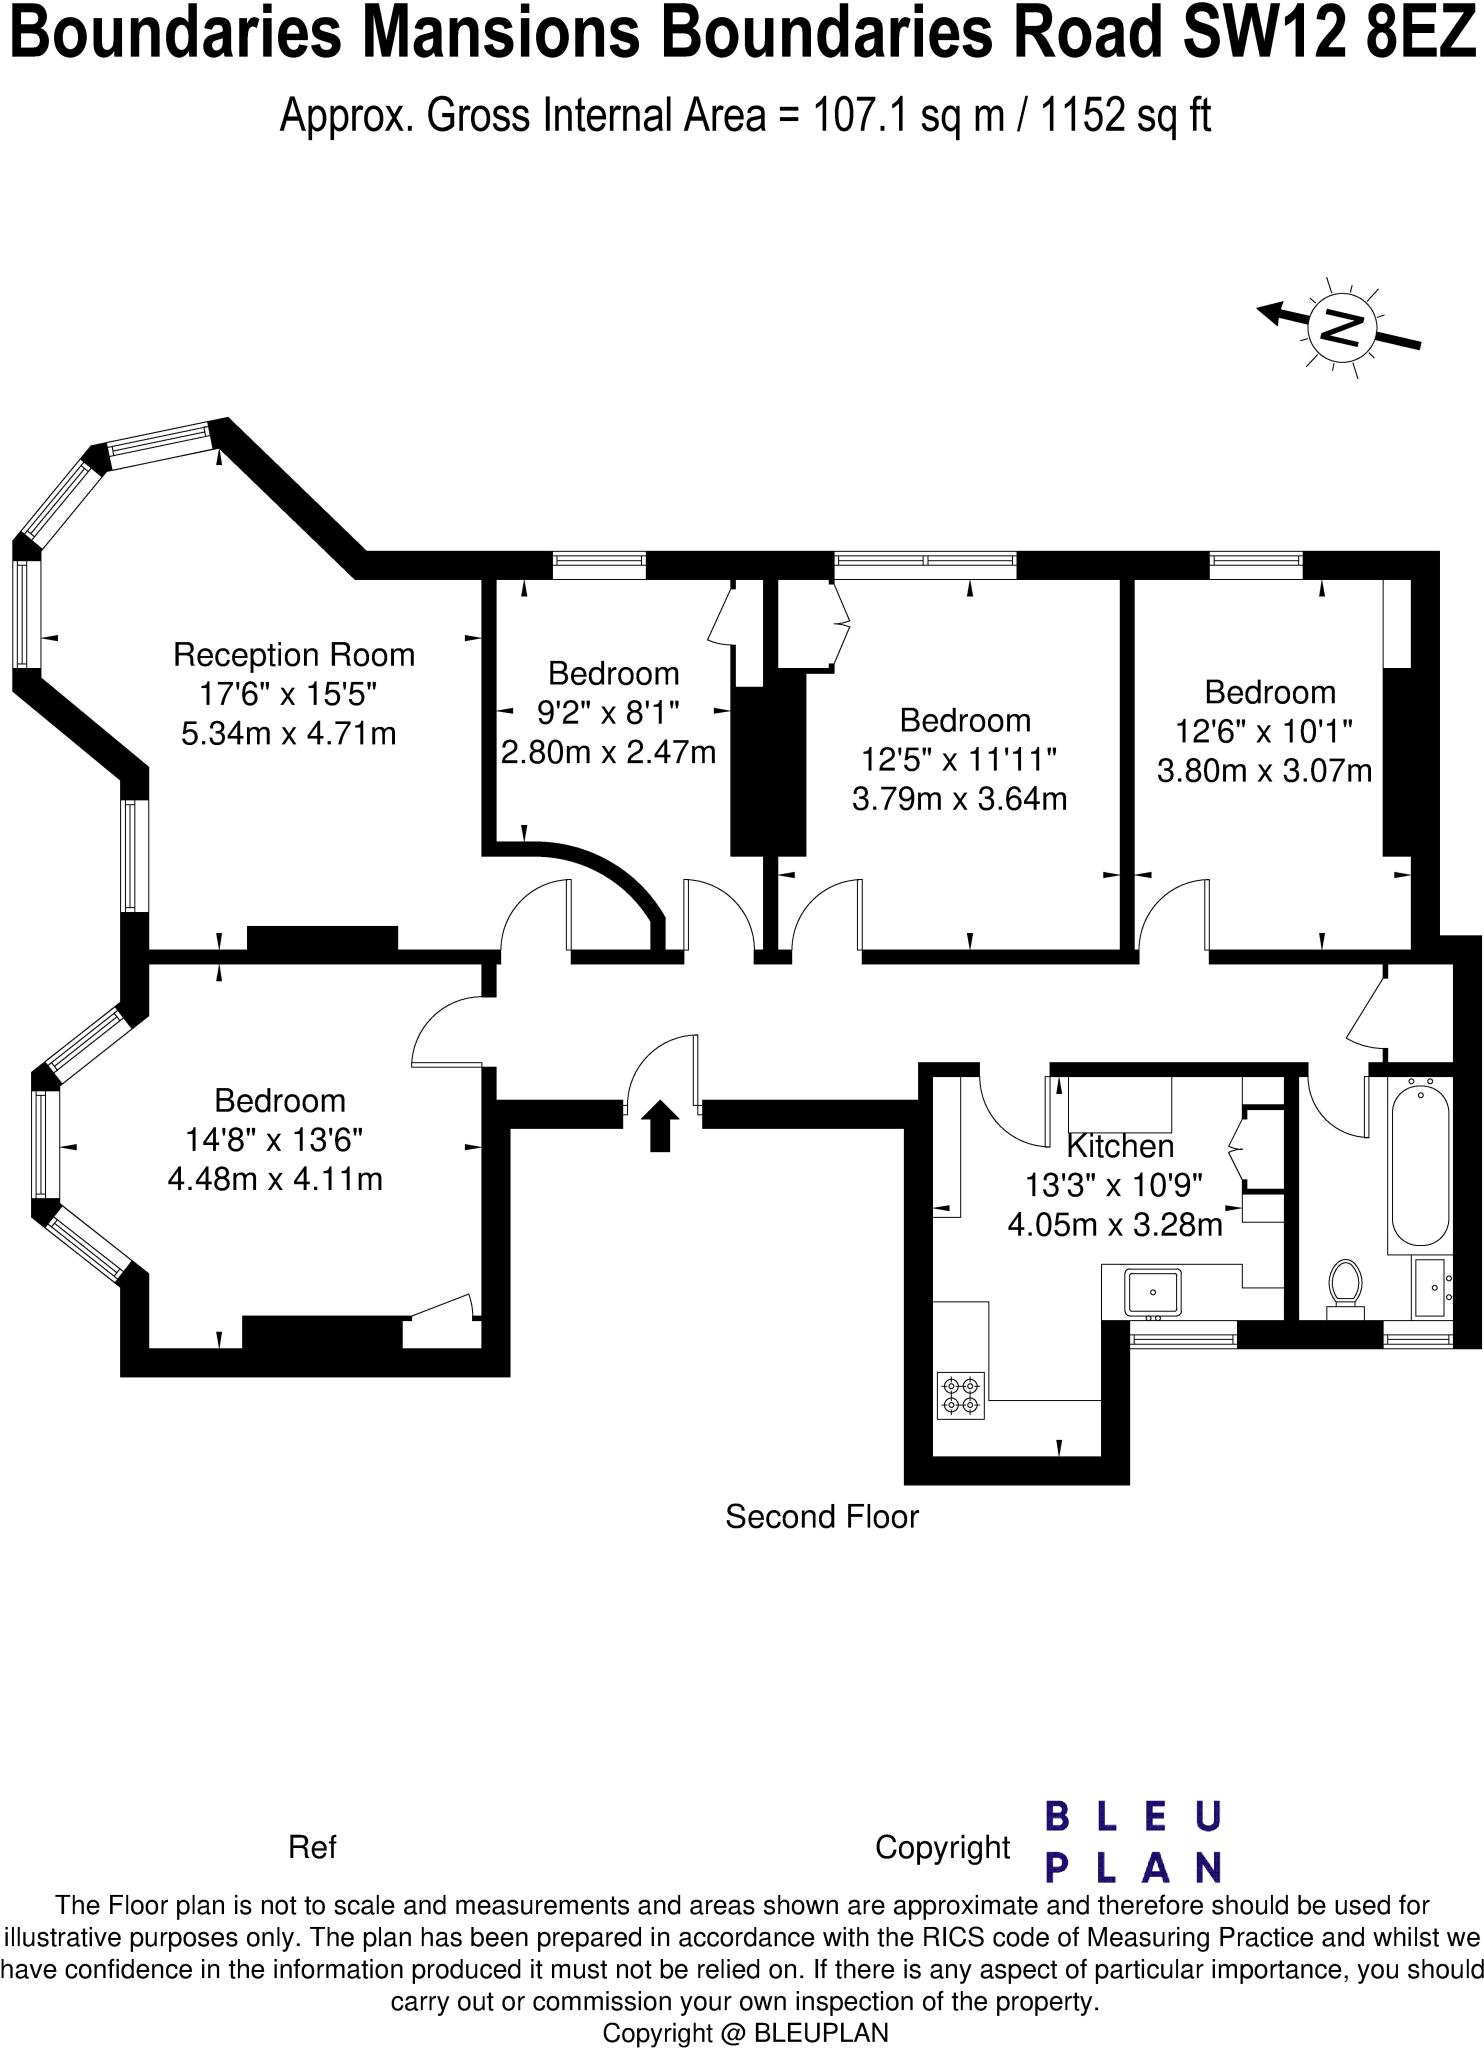 Boundaries Mansions Boundaries Road SW12 8EZ
Approx. Gross Internal Area = 107.1 sq m / 1152 sq ft
N
Reception Room
17'6" x 15'5"
5.34m x 4.71m
Bedroom
9'2" x 8'1"
2.80m x 2.47m
Bedroom
12'5" x 11'11"
3.79m x 3.64m
Bedroom
12'6" x 10'1"
3.80m x 3.07m
Bedroom
14'8" x 13'6"
4.48m x 4.11m
Kitchen
13'3" x 10'9"
4.05m x 3.28m
Second Floor
Ref
Copyright
BLEU
PLAN
The Floor plan is not to scale and measurements and areas shown are approximate and therefore should be used for
illustrative purposes only. The plan has been prepared in accordance with the RICS code of Measuring Practice and whilst we
have confidence in the information produced it must not be relied on. If there is any aspect of particular importance, you should
carry out or commission your own inspection of the property.
Copyright @ BLEUPLAN